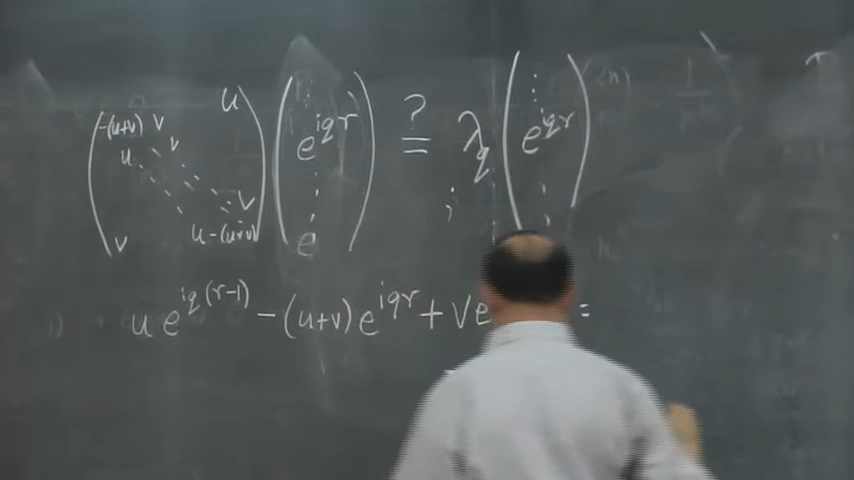 -(u+v) v u e^{iqr} ? = λ_q e^{iqr}
u v
v
v u -(u+v) e
u e^{iq(r-1)} - (u+v) e^{iqr} + v e =